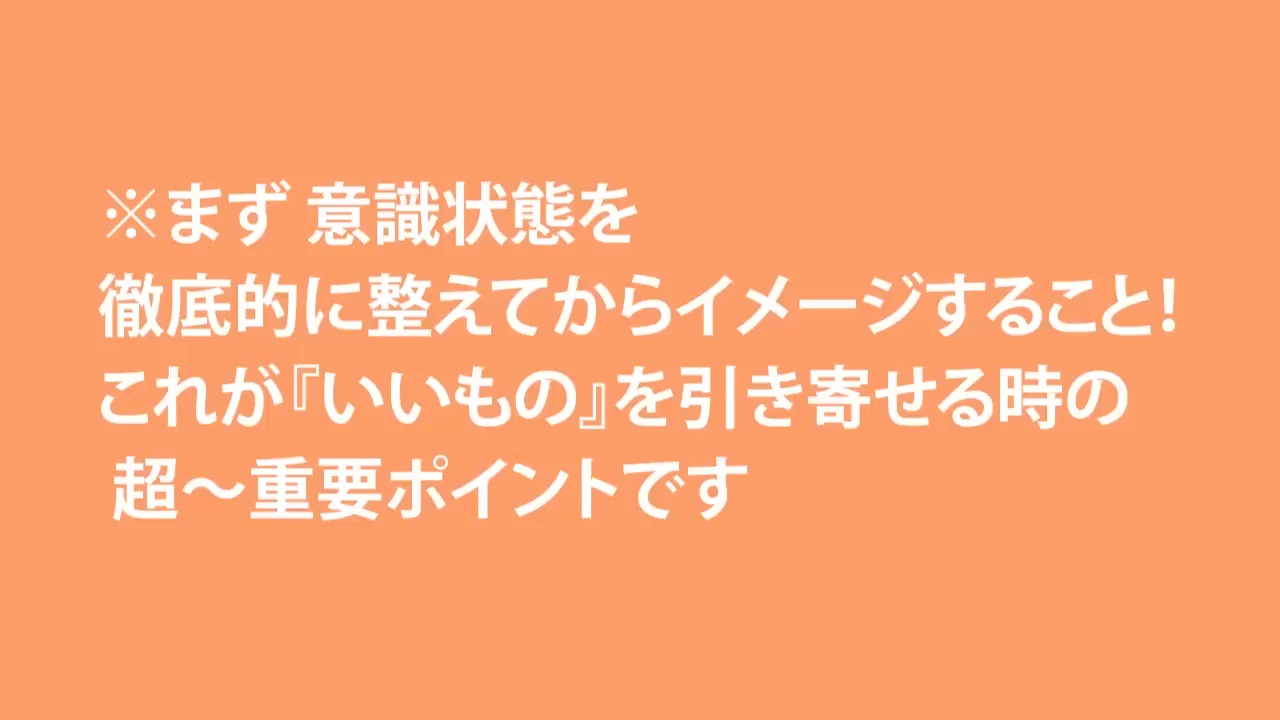 ※まず 意識状態を
徹底的に整えてからイメージすること!
これが『いいもの』を引き寄せる時の
超～重要ポイントです